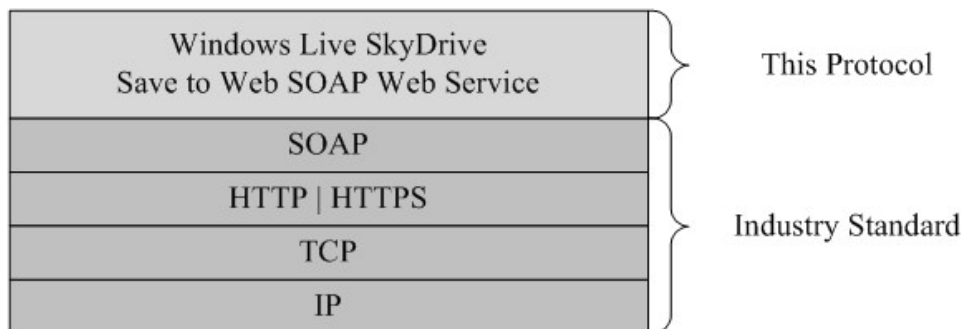 Windows Live SkyDrive
Save to Web SOAP Web Service
This Protocol
SOAP
HTTP | HTTPS
TCP
IP
Industry Standard